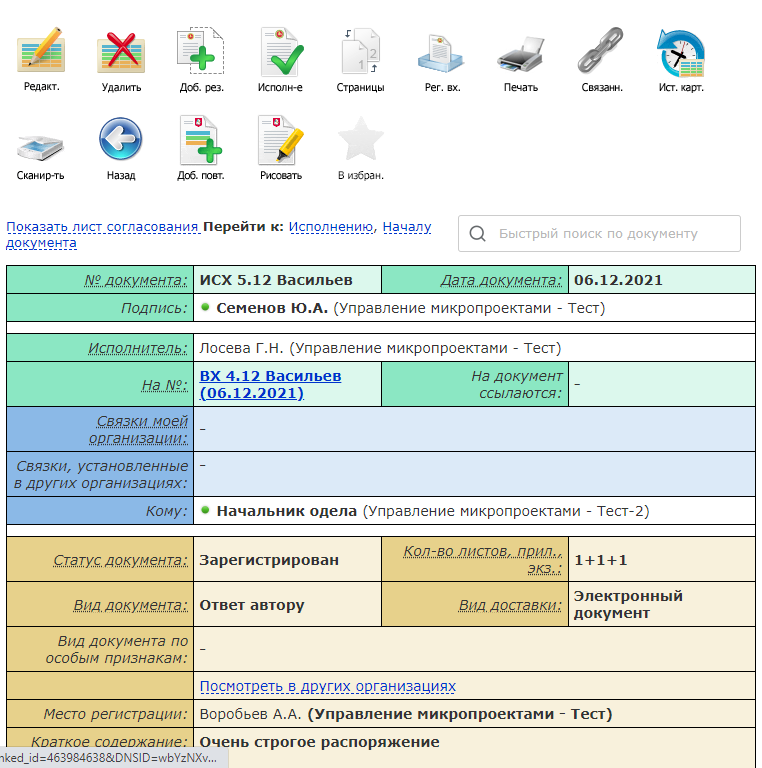 Редакт. Удалить Доб. рез. Исполн-е Страницы Рег. вх. Печать Связанн. Ист. карт.
Сканир-ть Назад Доб. повт. Рисовать В избран.
Показать лист согласования Перейти к: Исполнению, Началу
документа
Быстрый поиск по документу
№ документа: ИСХ 5.12 Васильев Дата документа: 06.12.2021
Подпись: Семенов Ю.А. (Управление микропроектами - Тест)
Исполнитель: Лосева Г.Н. (Управление микропроектами - Тест)
На №:
ВХ 4.12 Васильев
(06.12.2021)
На документ
ссылаются:
-
Связки моей
организации:
-
Связки, установленные
в других организациях:
-
Кому: Начальник одела (Управление микропроектами - Тест-2)
Статус документа: Зарегистрирован
Кол-во листов, прил.,
экз.:
1+1+1
Вид документа: Ответ автору
Вид доставки:
Электронный
документ
Вид документа по
особым признакам:
-
Посмотреть в других организациях
Место регистрации: Воробьев А.А. (Управление микропроектами - Тест)
Краткое содержание: Очень строгое распоряжение
nked_id=463984638&DNSID=wbYzNXv...